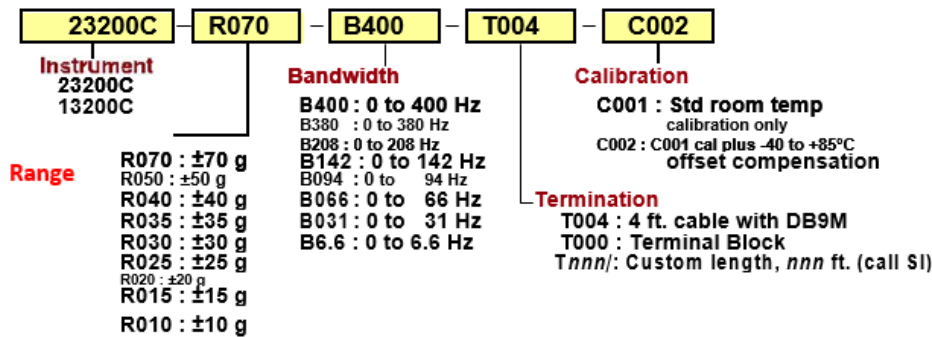 23200C – R070 – B400 – T004 – C002
Instrument
23200C
13200C
Range
R070 : ±70 g
R050 : ±50 g
R040 : ±40 g
R035 : ±35 g
R030 : ±30 g
R025 : ±25 g
R020 : ±20 g
R015 : ±15 g
R010 : ±10 g
Bandwidth
B400 : 0 to 400 Hz
B380 : 0 to 380 Hz
B208 : 0 to 208 Hz
B142 : 0 to 142 Hz
B094 : 0 to 94 Hz
B066 : 0 to 66 Hz
B031 : 0 to 31 Hz
B6.6 : 0 to 6.6 Hz
Calibration
C001 : Std room temp
calibration only
C002 : C001 cal plus -40 to +85ºC
offset compensation
Termination
T004 : 4 ft. cable with DB9M
T000 : Terminal Block
Tnnn/: Custom length, nnn ft. (call SI)